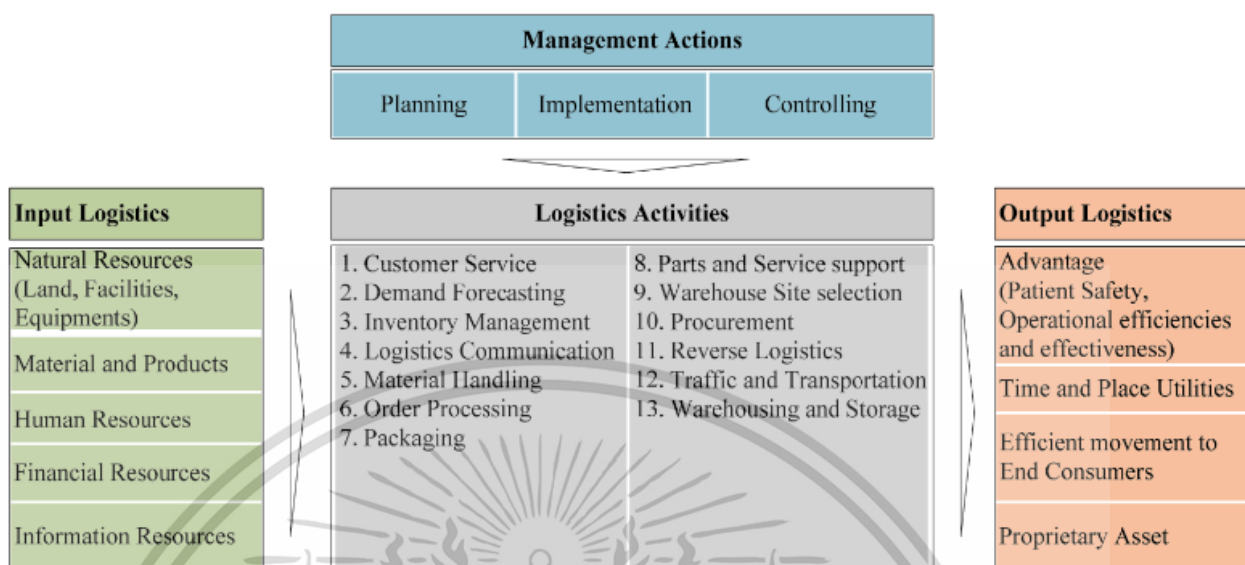 Management Actions
Planning
Implementation
Controlling
Input Logistics
Natural Resources
(Land, Facilities,
Equipments)
Material and Products
Human Resources
Financial Resources
Information Resources
Logistics Activities
1. Customer Service
2. Demand Forecasting
3. Inventory Management
4. Logistics Communication
5. Material Handling
6. Order Processing
7. Packaging
8. Parts and Service support
9. Warehouse Site selection
10. Procurement
11. Reverse Logistics
12. Traffic and Transportation
13. Warehousing and Storage
Output Logistics
Advantage
(Patient Safety,
Operational efficiencies
and effectiveness)
Time and Place Utilities
Efficient movement to
End Consumers
Proprietary Asset